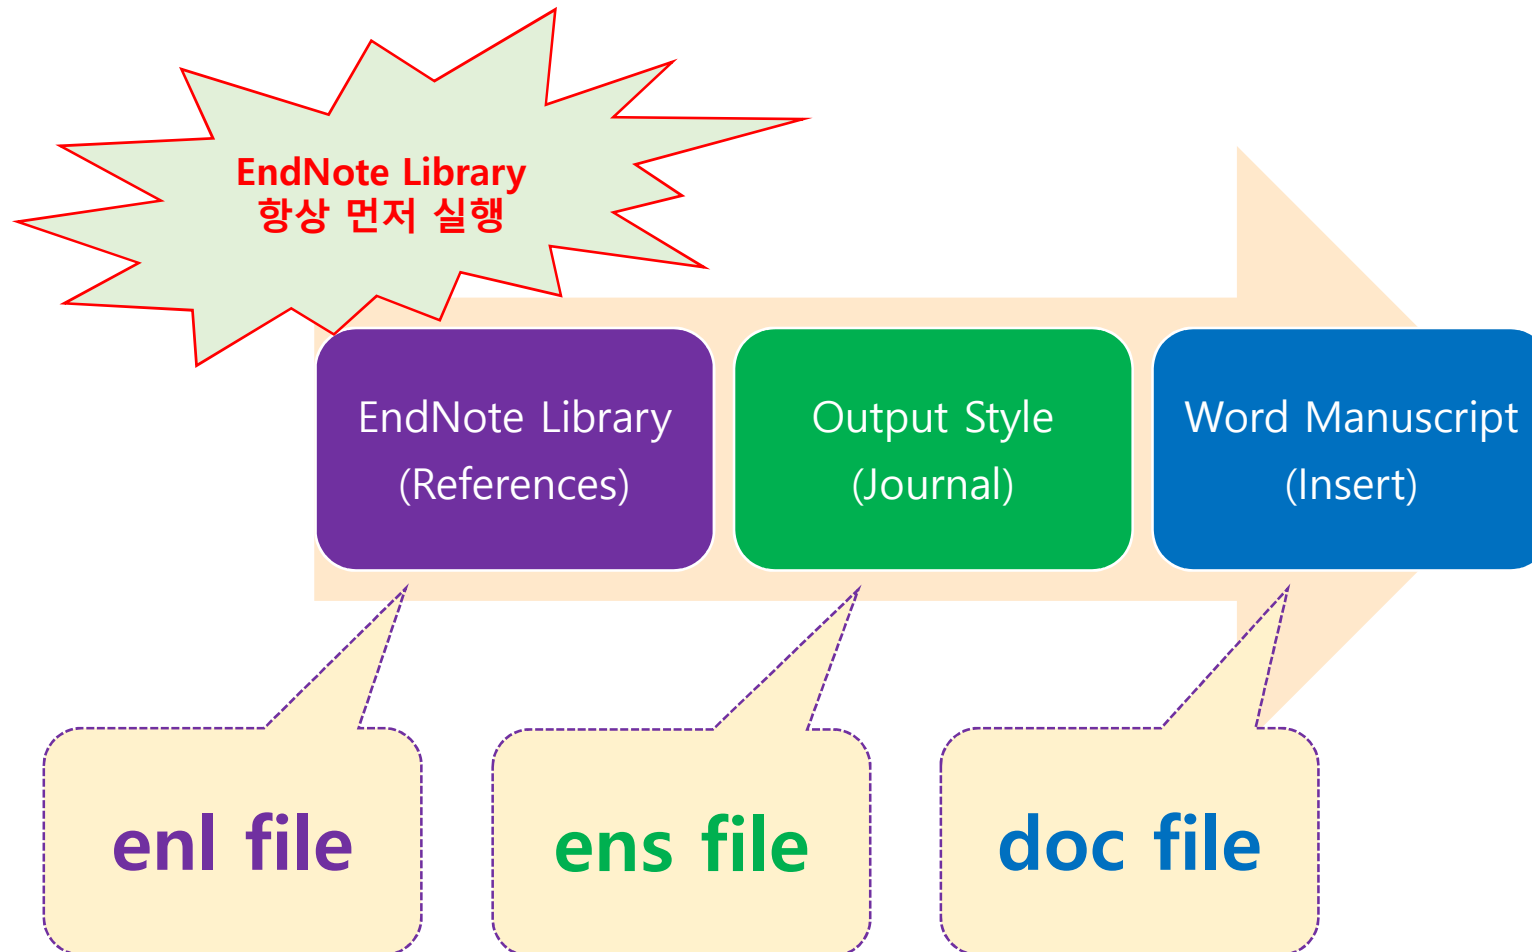 EndNote Library
항상 먼저 실행
EndNote Library
(References)
Output Style
(Journal)
Word Manuscript
(Insert)
enl file
ens file
doc file